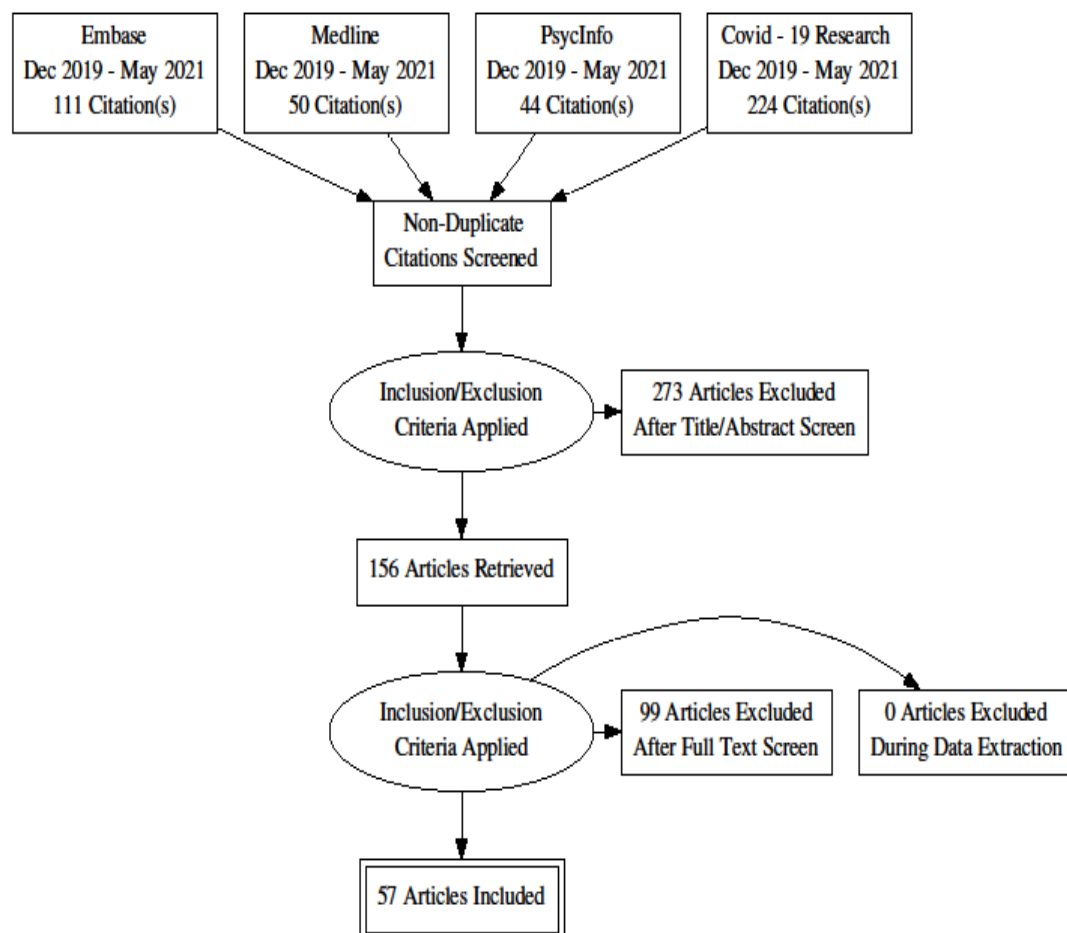 Embase
Dec 2019 - May 2021
111 Citation(s)
Medline
Dec 2019 - May 2021
50 Citation(s)
PsycInfo
Dec 2019 - May 2021
44 Citation(s)
Covid - 19 Research
Dec 2019 - May 2021
224 Citation(s)
Non-Duplicate
Citations Screened
Inclusion/Exclusion
Criteria Applied
273 Articles Excluded
After Title/Abstract Screen
156 Articles Retrieved
Inclusion/Exclusion
Criteria Applied
99 Articles Excluded
After Full Text Screen
0 Articles Excluded
During Data Extraction
57 Articles Included